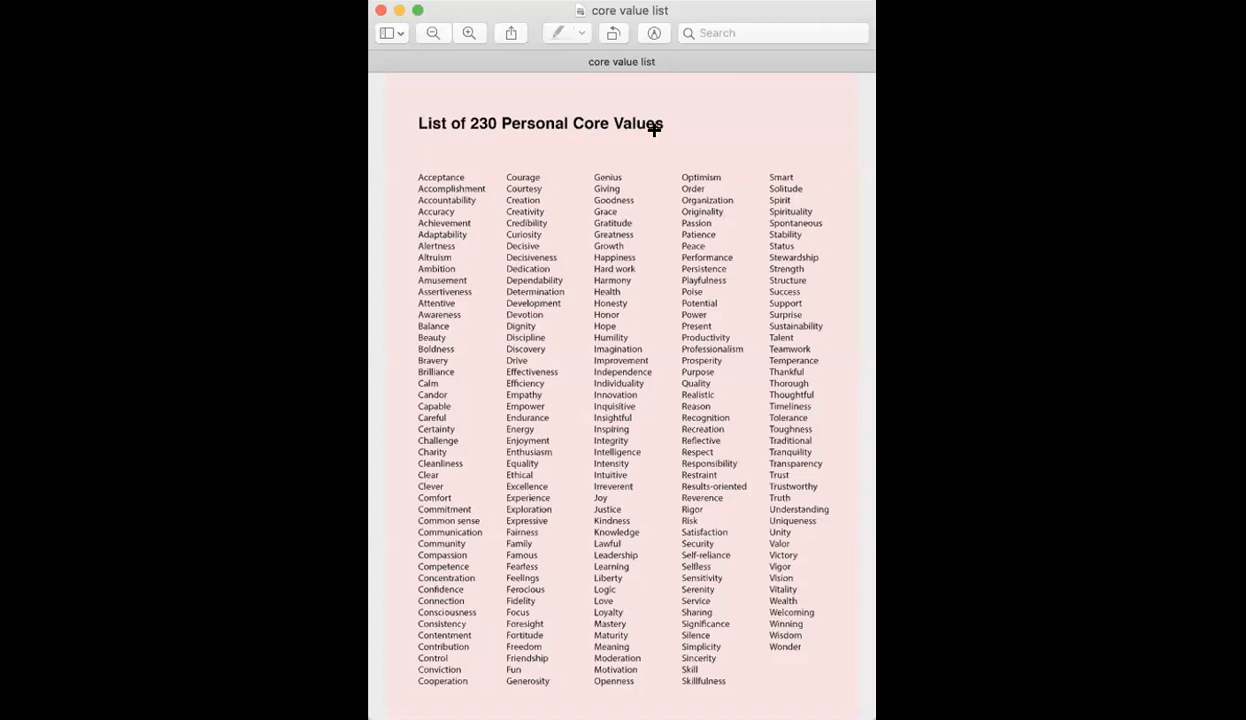 core value list
Search
core value list
List of 230 Personal Core Values
Acceptance
Accomplishment
Accountability
Accuracy
Achievement
Adaptability
Alertness
Altruism
Ambition
Amusement
Assertiveness
Attentive
Awareness
Balance
Beauty
Boldness
Bravery
Brilliance
Calm
Candor
Capable
Careful
Certainty
Challenge
Charity
Cleanliness
Clear
Clever
Comfort
Commitment
Common sense
Communication
Community
Compassion
Competence
Concentration
Confidence
Connection
Consciousness
Consistency
Contentment
Contribution
Control
Conviction
Cooperation
Courage
Courtesy
Creation
Creativity
Credibility
Curiosity
Decisive
Decisiveness
Dedication
Dependability
Determination
Development
Devotion
Dignity
Discipline
Discovery
Drive
Effectiveness
Efficiency
Empathy
Empower
Endurance
Energy
Enjoyment
Enthusiasm
Equality
Ethical
Excellence
Experience
Exploration
Expressive
Fairness
Family
Famous
Fearless
Feelings
Ferocious
Fidelity
Focus
Foresight
Fortitude
Freedom
Friendship
Fun
Generosity
Genius
Giving
Goodness
Grace
Gratitude
Greatness
Growth
Happiness
Hard work
Harmony
Health
Honesty
Honor
Hope
Humility
Imagination
Improvement
Independence
Individuality
Innovation
Inquisitive
Insightful
Inspiring
Integrity
Intelligence
Intensity
Intuitive
Irreverent
Joy
Justice
Kindness
Knowledge
Lawful
Leadership
Learning
Liberty
Logic
Love
Loyalty
Mastery
Maturity
Meaning
Moderation
Motivation
Openness
Optimism
Order
Organization
Originality
Passion
Patience
Peace
Performance
Persistence
Playfulness
Poise
Potential
Power
Present
Productivity
Professionalism
Prosperity
Purpose
Quality
Realistic
Reason
Recognition
Recreation
Reflective
Respect
Responsibility
Restraint
Results-oriented
Reverence
Rigor
Risk
Satisfaction
Security
Self-reliance
Selfless
Sensitivity
Serenity
Service
Sharing
Significance
Silence
Simplicity
Sincerity
Skill
Skillfulness
Smart
Solitude
Spirit
Spirituality
Spontaneous
Stability
Status
Stewardship
Strength
Structure
Success
Support
Surprise
Sustainability
Talent
Teamwork
Temperance
Thankful
Thorough
Thoughtful
Timeliness
Tolerance
Toughness
Traditional
Tranquility
Transparency
Trust
Trustworthy
Truth
Understanding
Uniqueness
Unity
Valor
Victory
Vigor
Vision
Vitality
Wealth
Welcoming
Winning
Wisdom
Wonder